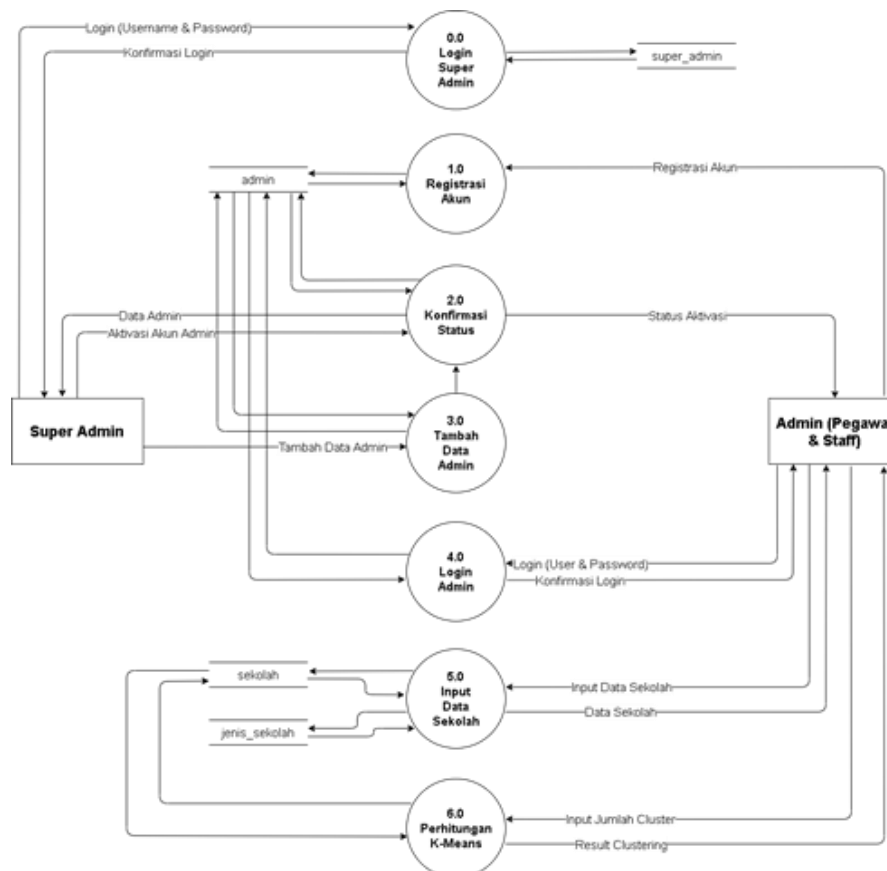 Login (Username & Password)
Konfirmasi Login
0.0
Login
Super
Admin
super_admin
admin
1.0
Registrasi
Akun
Registrasi Akun
2.0
Konfirmasi
Status
Data Admin
Aktivasi Akun Admin
Status Aktivasi
Super Admin
3.0
Tambah
Data
Admin
Tambah Data Admin
Admin (Pegawa
& Staff)
4.0
Login
Admin
Login (User & Password)
Konfirmasi Login
sekolah
5.0
Input
Data
Sekolah
Input Data Sekolah
Data Sekolah
jenis_sekolah
6.0
Perhitungan
K-Means
Input Jumlah Cluster
Result Clustering